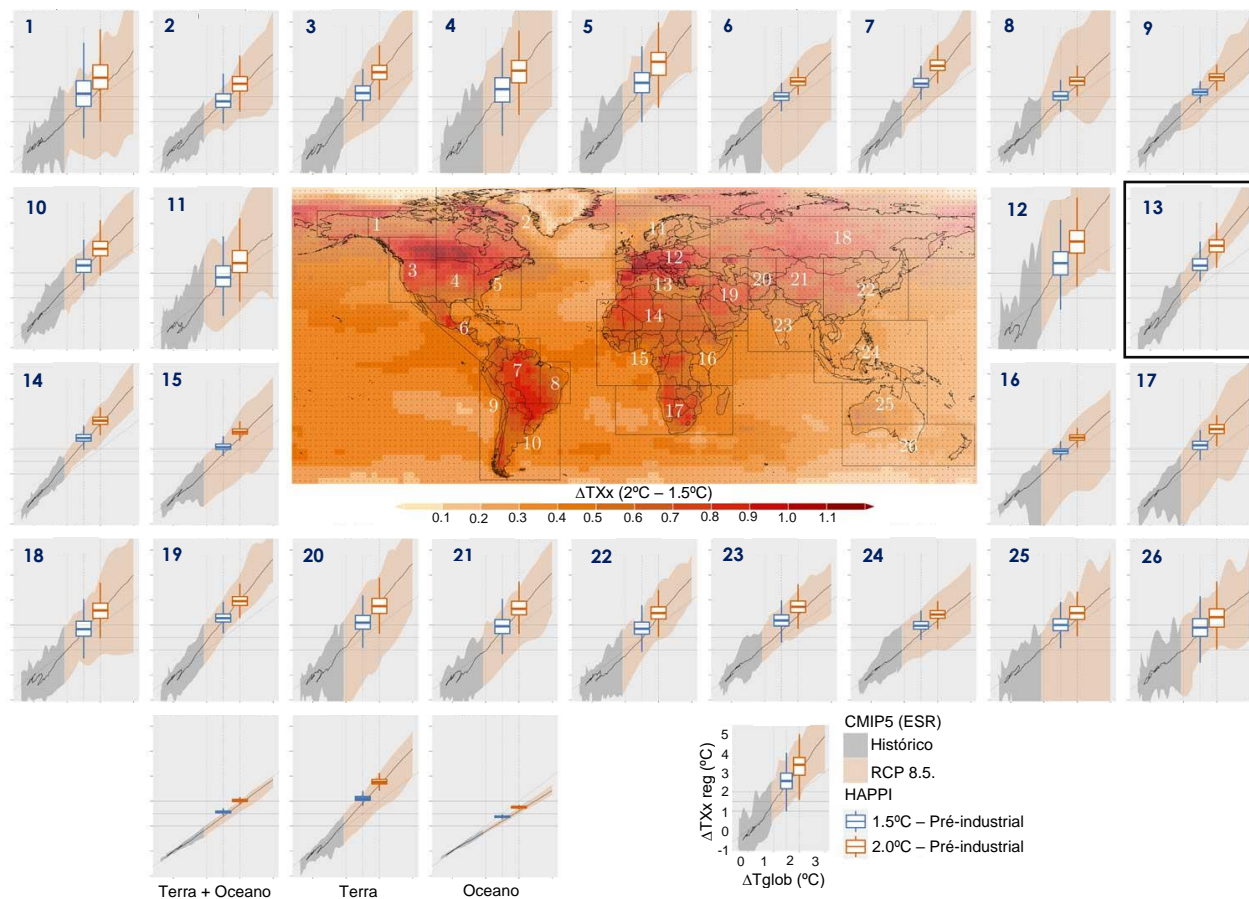 1 2 3 4 5 6 7 8 9
10 11 12 13
14 15 16 17
18 19 20 21 22 23 24 25 26
1
2
3
4
5
6
7
8
9
10
11
12
13
14
15
16
17
18
19
20
21
22
23
24
25
26
ΔTXx (2ºC – 1.5ºC)
0.1 0.2 0.3 0.4 0.5 0.6 0.7 0.8 0.9 1.0 1.1
Terra + Oceano
Terra
Oceano
ΔTXx reg (ºC)
5
4
3
2
1
0
-1
0 1 2 3
ΔTglob (ºC)
CMIP5 (ESR)
Histórico
RCP 8.5.
HAPPI
1.5ºC – Pré-industrial
2.0ºC – Pré-industrial